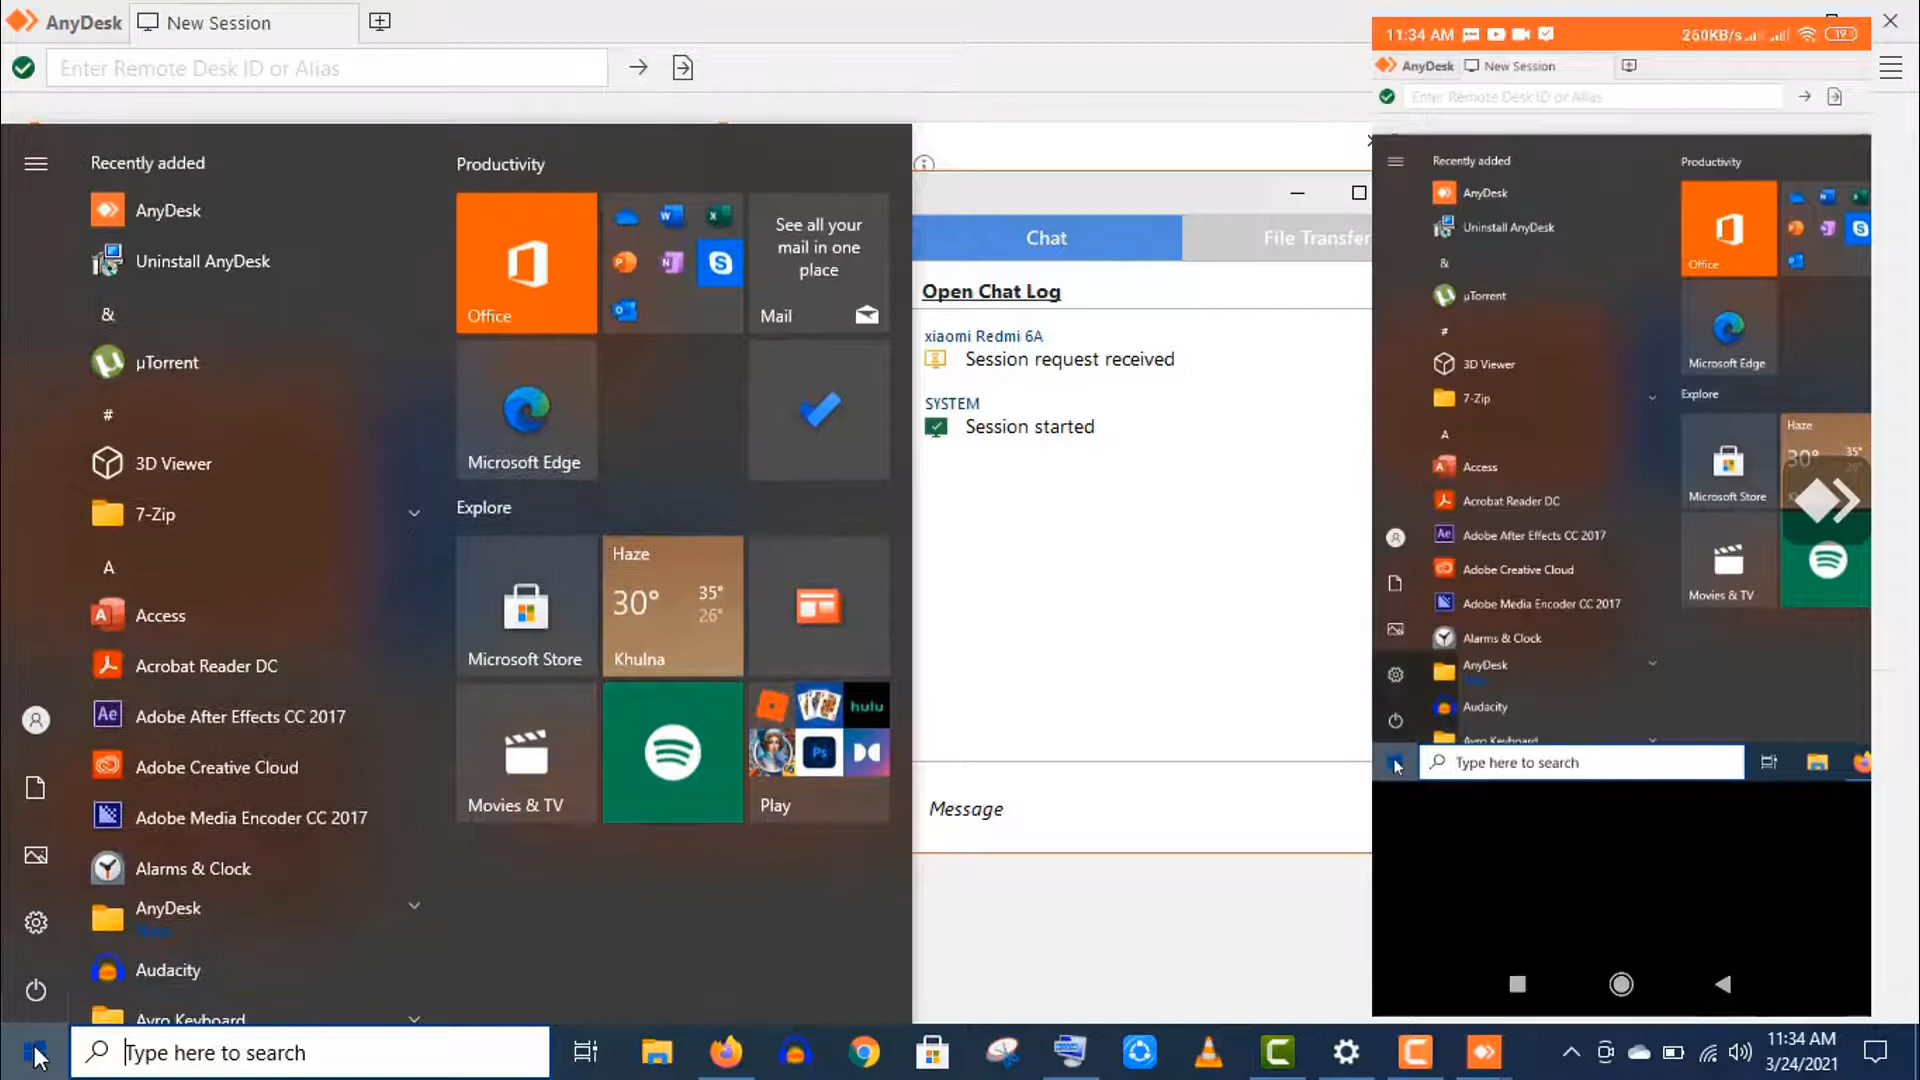 AnyDesk
New Session
Enter Remote Desk ID or Alias
Recently added
AnyDesk
Uninstall AnyDesk
&
µTorrent
#
3D Viewer
7-Zip
A
Access
Acrobat Reader DC
Adobe After Effects CC 2017
Adobe Creative Cloud
Adobe Media Encoder CC 2017
Alarms & Clock
AnyDesk
Audacity
Avro Keyboard
Productivity
Office
See all your
mail in one
place
Mail
Microsoft Edge
Explore
Microsoft Store
Haze
30° 35°
26°
Khulna
Movies & TV
hulu
Ps
Play
Chat
File Transfer
Open Chat Log
xiaomi Redmi 6A
Session request received
SYSTEM
Session started
Message
11:34 AM
260KB/s
19
AnyDesk
New Session
Enter Remote Desk ID or Alias
Recently added
AnyDesk
Uninstall AnyDesk
&
µTorrent
#
3D Viewer
7-Zip
A
Access
Acrobat Reader DC
Adobe After Effects CC 2017
Adobe Creative Cloud
Adobe Media Encoder CC 2017
Alarms & Clock
AnyDesk
Audacity
Avro Keyboard
Productivity
Office
Microsoft Edge
Explore
Microsoft Store
Haze
30° 35°
Movies & TV
Type here to search
Type here to search
11:34 AM
3/24/2021